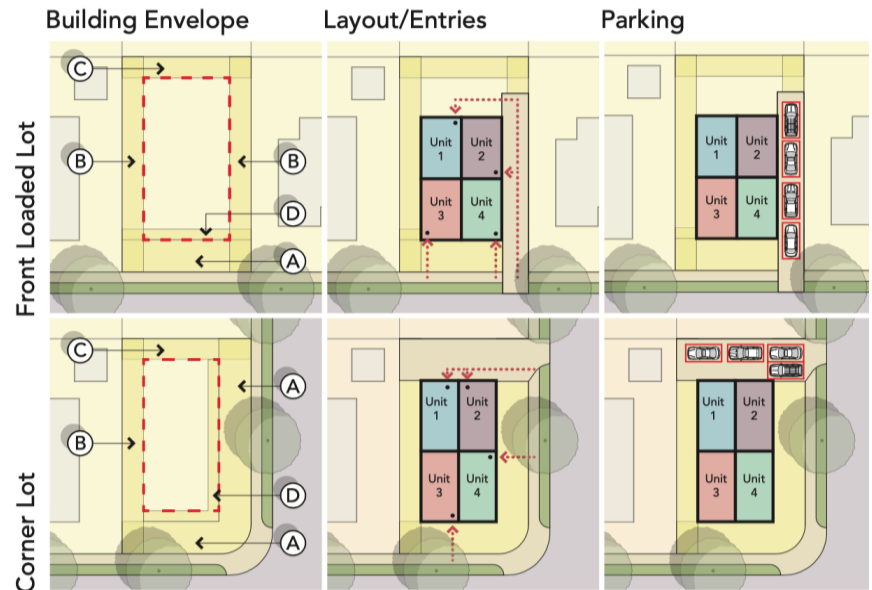 Building Envelope
Layout/Entries
Parking
Front Loaded Lot
C
B
B
D
A
Unit
1
Unit
2
Unit
3
Unit
4
Unit
1
Unit
2
Unit
3
Unit
4
Corner Lot
C
A
B
D
A
Unit
1
Unit
2
Unit
3
Unit
4
Unit
1
Unit
2
Unit
3
Unit
4